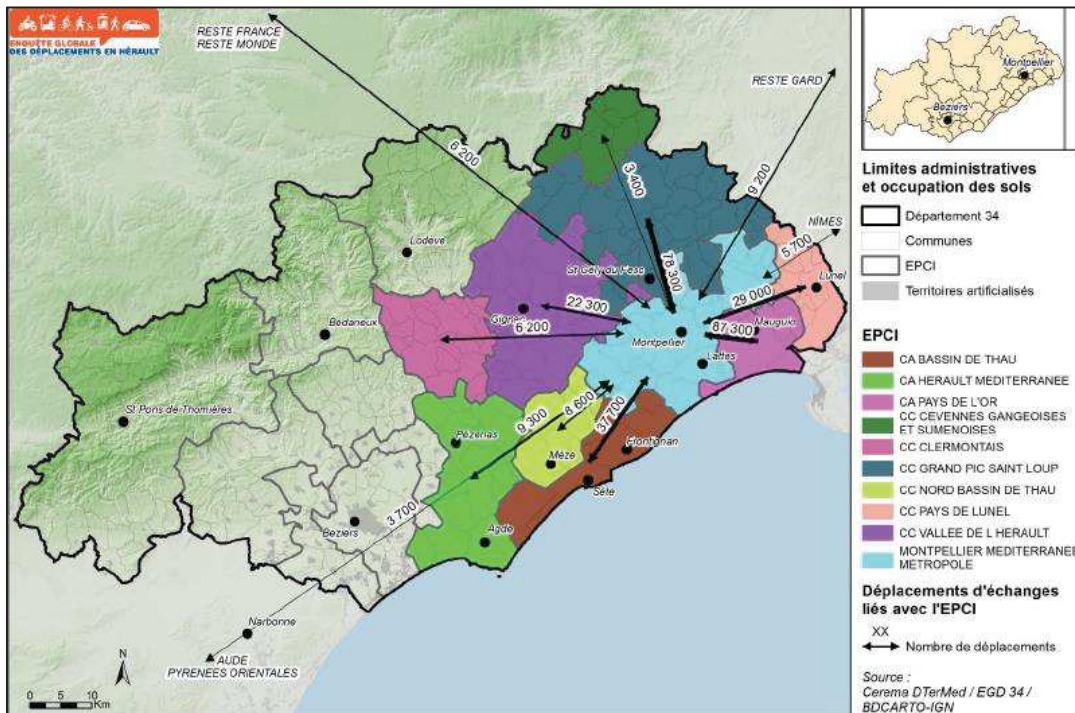 ENQUÊTE GLOBALE
DES DÉPLACEMENTS EN HÉRAULT
RESTE FRANCE
RESTE MONDE
RESTE GARD
6 200
3 400
9 200
NÎMES
5 700
Lodeve
St Gély du Fesc
78 300
Lunel
29 000
22 300
Gignac
6 200
Mauguio
87 300
Bédarieux
Montpellier
Lattes
St Pons de Thomières
9 300
8 600
37 700
Pézenas
Frontignan
Mèze
Sète
3 700
Beziers
Agde
Narbonne
AUDE
PYRENEES ORIENTALES
N
0 5 10
Km
Montpellier
Beziers
Limites administratives
et occupation des sols
Département 34
Communes
EPCI
Territoires artificialisés
EPCI
CA BASSIN DE THAU
CA HERAULT MEDITERRANEE
CA PAYS DE L'OR
CC CEVENNES GANGEOISES
ET SUMENOISES
CC CLERMONTAIS
CC GRAND PIC SAINT LOUP
CC NORD BASSIN DE THAU
CC PAYS DE LUNEL
CC VALLEE DE L HERAULT
MONTPELLIER MEDITERRANEE
METROPOLE
Déplacements d'échanges
liés avec l'EPCI
XX
Nombre de déplacements
Source :
Cerema DTerMed / EGD 34 /
BDCARTO-IGN